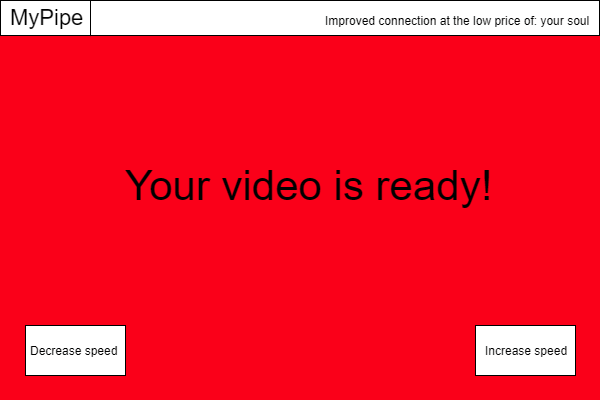 MyPipe
Improved connection at the low price of: your soul
Your video is ready!
Decrease speed
Increase speed